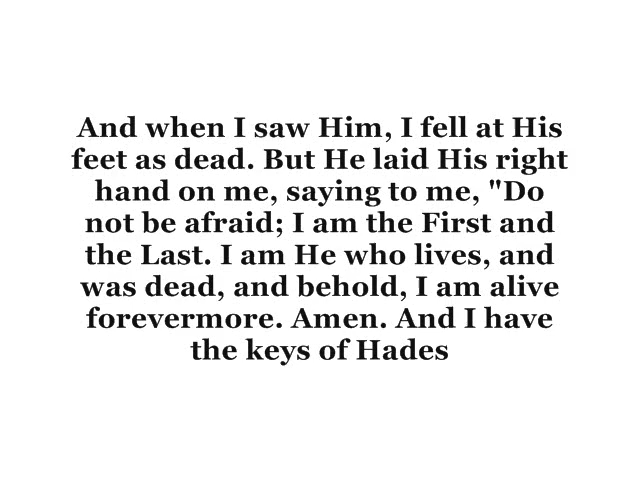 And when I saw Him, I fell at His
feet as dead. But He laid His right
hand on me, saying to me, "Do
not be afraid; I am the First and
the Last. I am He who lives, and
was dead, and behold, I am alive
forevermore. Amen. And I have
the keys of Hades